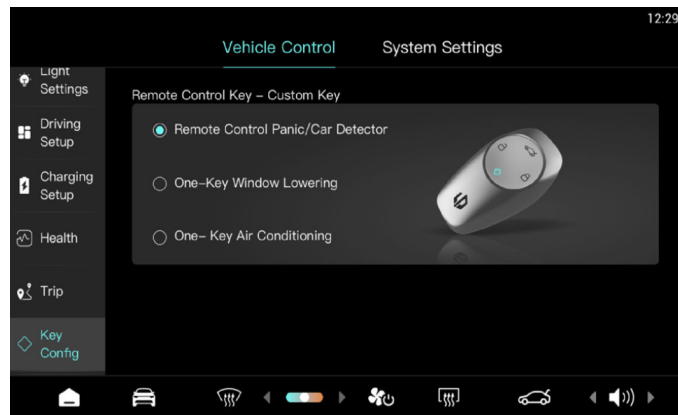 12:29
Vehicle Control System Settings
Light
Settings
Driving
Setup
Charging
Setup
Health
Trip
Key
Config
Remote Control Key – Custom Key
Remote Control Panic/Car Detector
One-Key Window Lowering
One– Key Air Conditioning